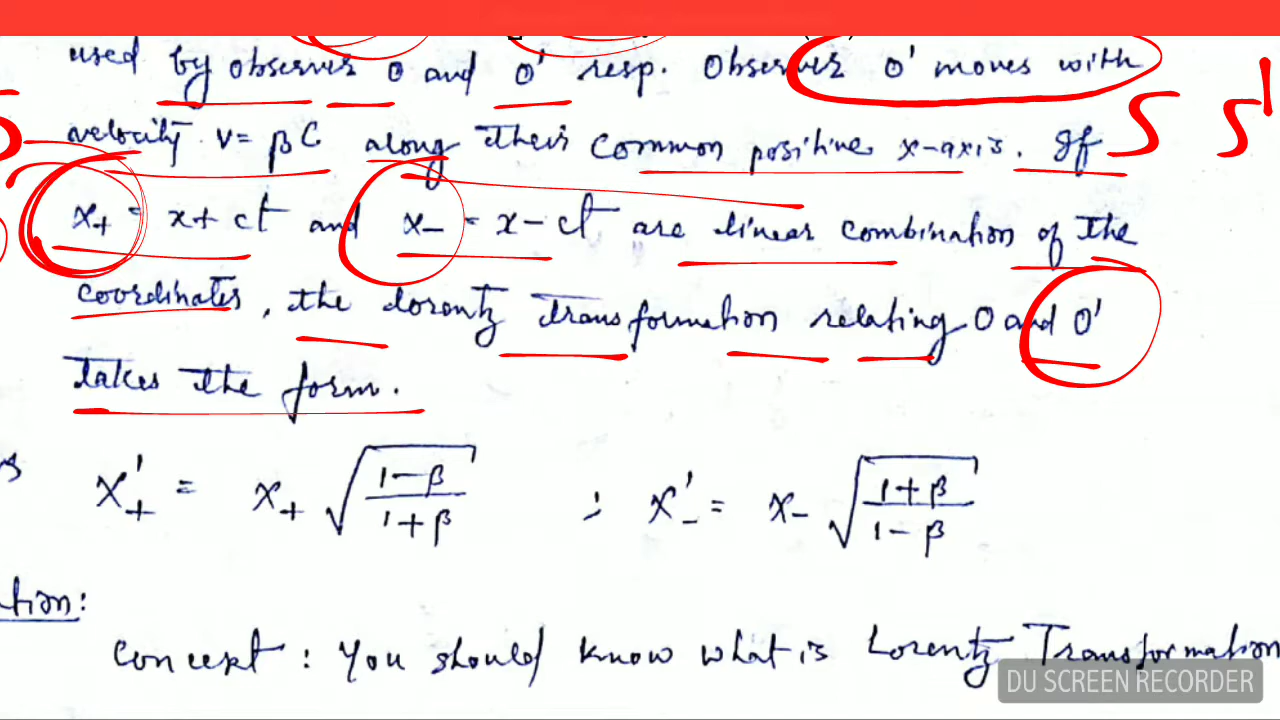 used by observer O and O' resp. Observer O' moves with
velocity v = βC along their common positive x-axis. If S S'
x₊ = x + ct and x₋ = x - ct are linear combination of the
coordinates, the Lorentz Transformation relating O and O'
takes the form.
x'₊ = x₊ √(1-β / 1+β) ; x'₋ = x₋ √(1+β / 1-β)
tion:
Concept: You should know what is Lorentz Transformation
DU SCREEN RECORDER